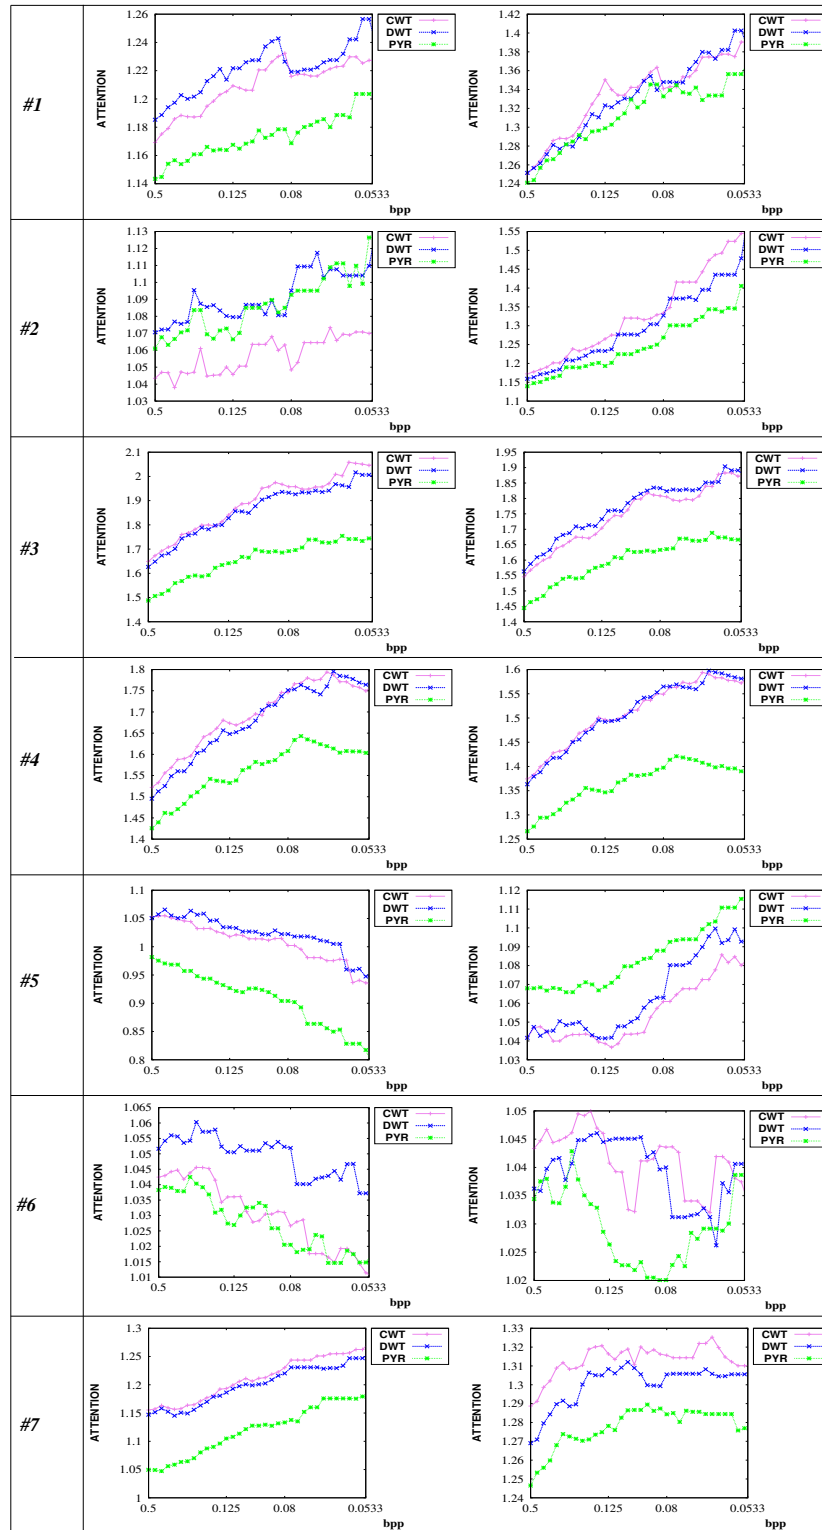 #1
ATTENTION
1.26
1.24
1.22
1.2
1.18
1.16
1.14
0.5 0.125 0.08 0.0533
bpp
CWT
DWT
PYR
ATTENTION
1.42
1.4
1.38
1.36
1.34
1.32
1.3
1.28
1.26
1.24
0.5 0.125 0.08 0.0533
bpp
CWT
DWT
PYR
#2
ATTENTION
1.13
1.12
1.11
1.1
1.09
1.08
1.07
1.06
1.05
1.04
1.03
0.5 0.125 0.08 0.0533
bpp
CWT
DWT
PYR
ATTENTION
1.55
1.5
1.45
1.4
1.35
1.3
1.25
1.2
1.15
1.1
0.5 0.125 0.08 0.0533
bpp
CWT
DWT
PYR
#3
ATTENTION
2.1
2
1.9
1.8
1.7
1.6
1.5
1.4
0.5 0.125 0.08 0.0533
bpp
CWT
DWT
PYR
ATTENTION
1.95
1.9
1.85
1.8
1.75
1.7
1.65
1.6
1.55
1.5
1.45
1.4
0.5 0.125 0.08 0.0533
bpp
CWT
DWT
PYR
#4
ATTENTION
1.8
1.75
1.7
1.65
1.6
1.55
1.5
1.45
1.4
0.5 0.125 0.08 0.0533
bpp
CWT
DWT
PYR
ATTENTION
1.6
1.55
1.5
1.45
1.4
1.35
1.3
1.25
0.5 0.125 0.08 0.0533
bpp
CWT
DWT
PYR
#5
ATTENTION
1.1
1.05
1
0.95
0.9
0.85
0.8
0.5 0.125 0.08 0.0533
bpp
CWT
DWT
PYR
ATTENTION
1.12
1.11
1.1
1.09
1.08
1.07
1.06
1.05
1.04
1.03
0.5 0.125 0.08 0.0533
bpp
CWT
DWT
PYR
#6
ATTENTION
1.065
1.06
1.055
1.05
1.045
1.04
1.035
1.03
1.025
1.02
1.015
1.01
0.5 0.125 0.08 0.0533
bpp
CWT
DWT
PYR
ATTENTION
1.05
1.045
1.04
1.035
1.03
1.025
1.02
0.5 0.125 0.08 0.0533
bpp
CWT
DWT
PYR
#7
ATTENTION
1.3
1.25
1.2
1.15
1.1
1.05
1
0.5 0.125 0.08 0.0533
bpp
CWT
DWT
PYR
ATTENTION
1.33
1.32
1.31
1.3
1.29
1.28
1.27
1.26
1.25
1.24
0.5 0.125 0.08 0.0533
bpp
CWT
DWT
PYR